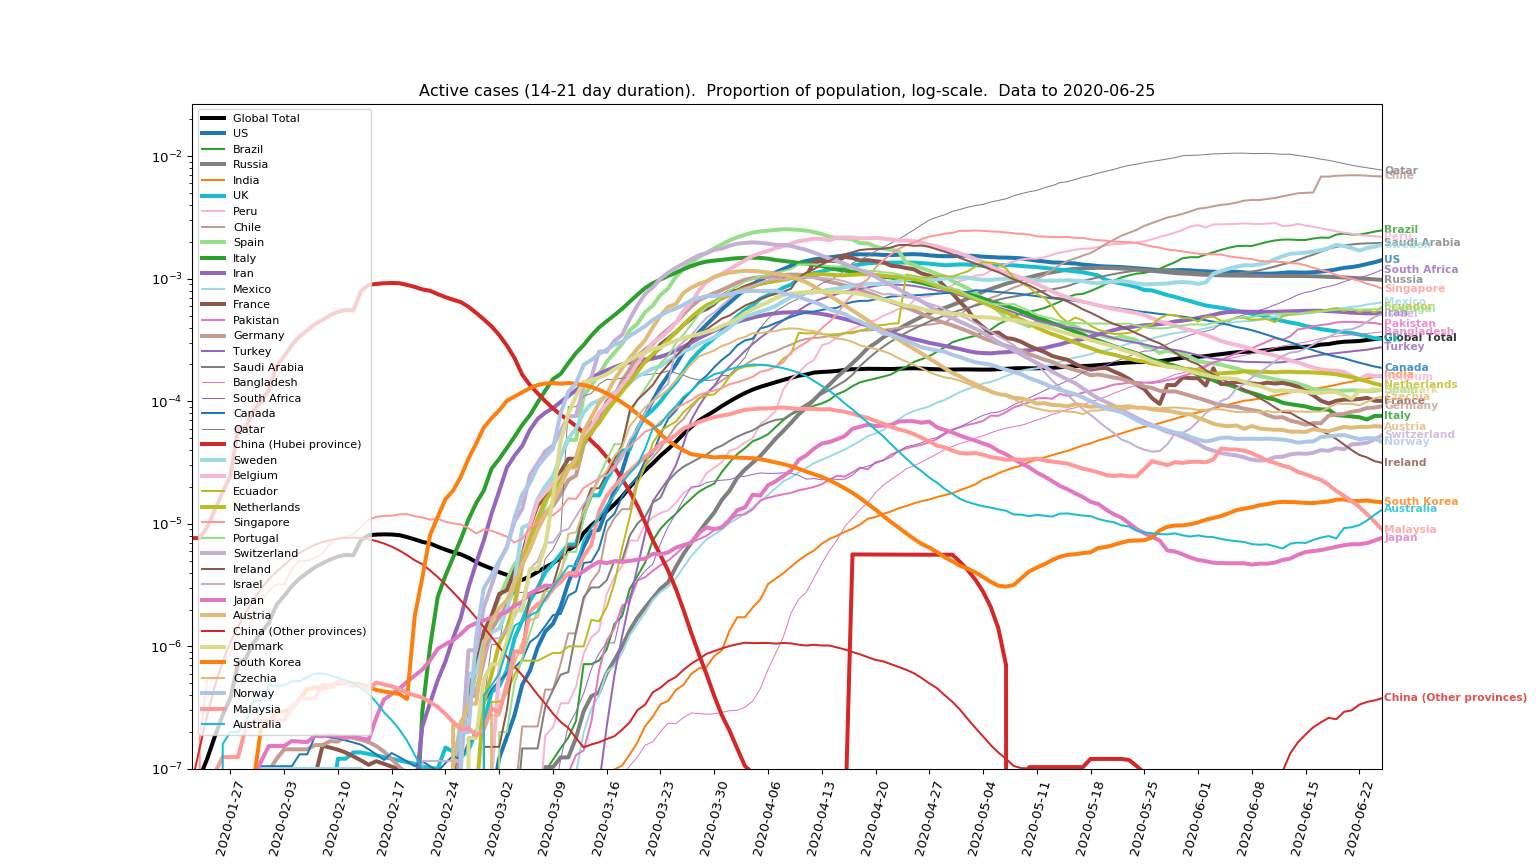 Active cases (14-21 day duration).  Proportion of population, log-scale.  Data to 2020-06-25
Global Total
US
Brazil
Russia
India
UK
Peru
Chile
Spain
Italy
Iran
Mexico
France
Pakistan
Germany
Turkey
Saudi Arabia
Bangladesh
South Africa
Canada
Qatar
China (Hubei province)
Sweden
Belgium
Ecuador
Netherlands
Singapore
Portugal
Switzerland
Ireland
Israel
Japan
Austria
China (Other provinces)
Denmark
South Korea
Czechia
Norway
Malaysia
Australia
10⁻²
10⁻³
10⁻⁴
10⁻⁵
10⁻⁶
10⁻⁷
Qatar
Chile
Brazil
Saudi Arabia
US
South Africa
Russia
Singapore
Mexico
Pakistan
Bangladesh
Global Total
Turkey
Canada
India
Netherlands
Czechia
France
Germany
Italy
Austria
Switzerland
Norway
Ireland
South Korea
Australia
Malaysia
Japan
China (Other provinces)
2020-01-27
2020-02-03
2020-02-10
2020-02-17
2020-02-24
2020-03-02
2020-03-09
2020-03-16
2020-03-23
2020-03-30
2020-04-06
2020-04-13
2020-04-20
2020-04-27
2020-05-04
2020-05-11
2020-05-18
2020-05-25
2020-06-01
2020-06-08
2020-06-15
2020-06-22